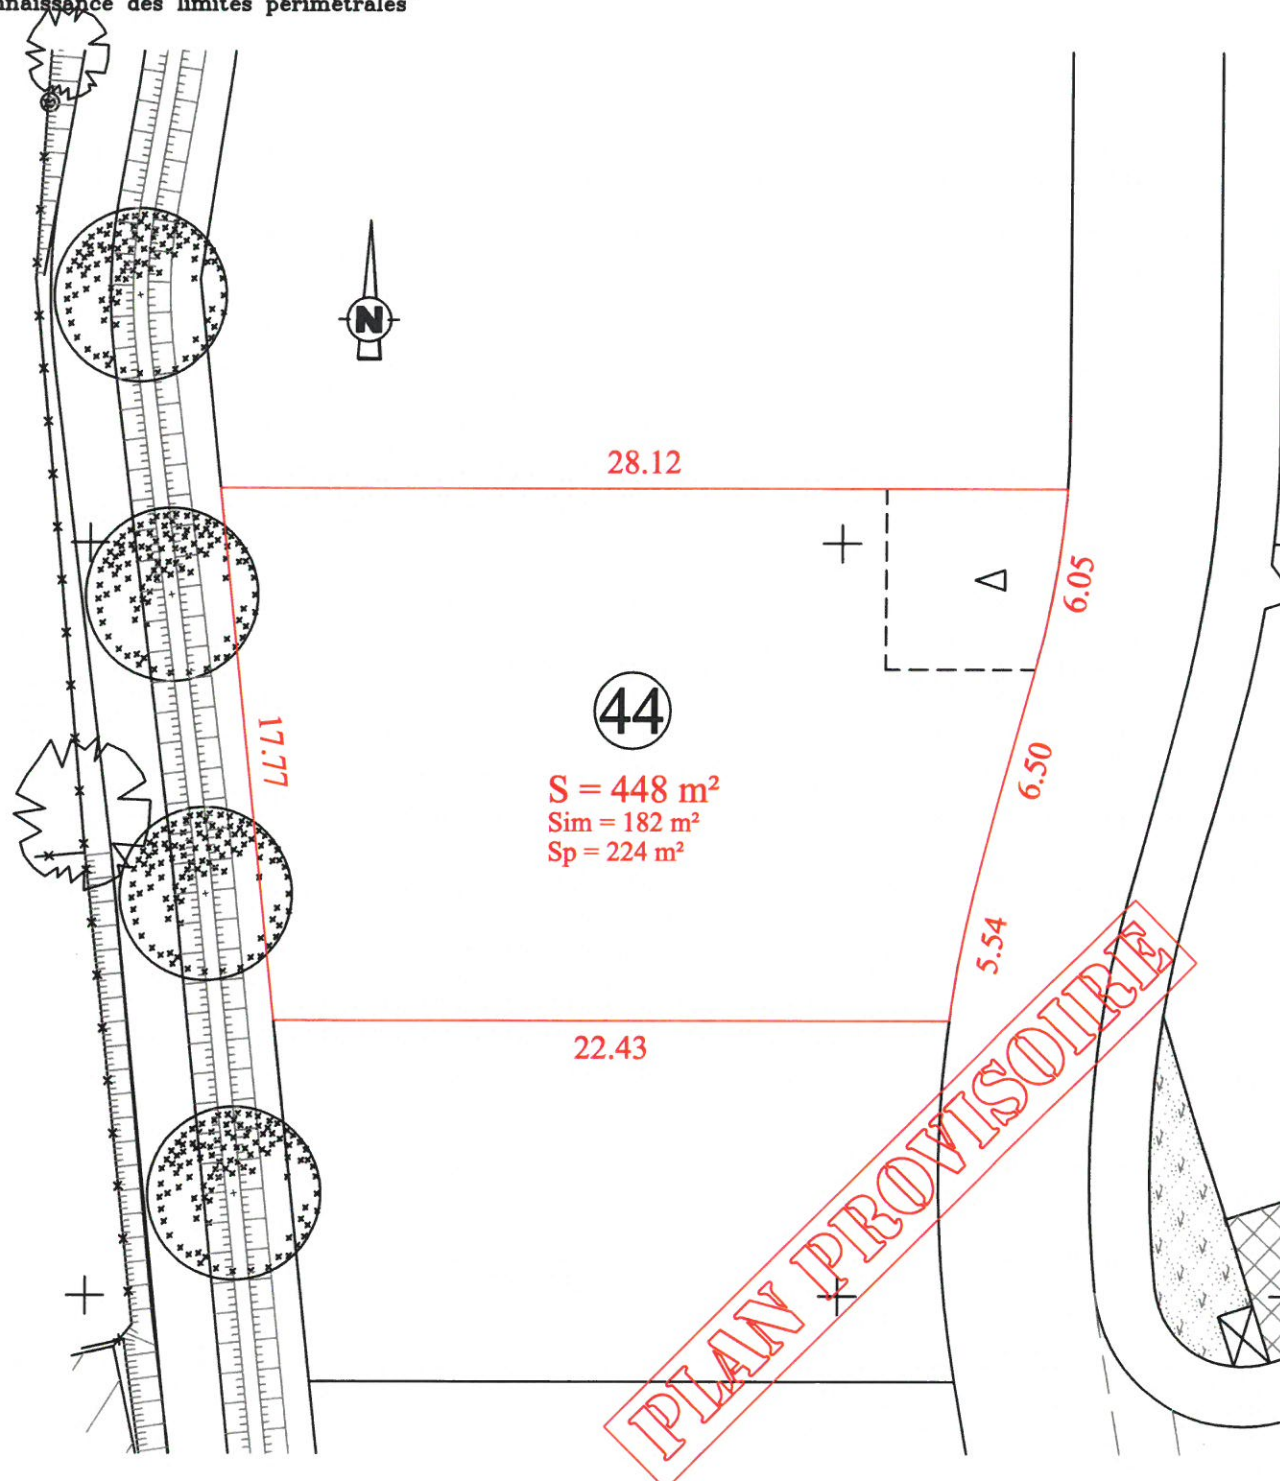 des limites périmétrales
N
28.12
6.05
44
17.77
6.50
S = 448 m²
Sim = 182 m²
Sp = 224 m²
5.54
22.43
PLAN PROVISOIRE